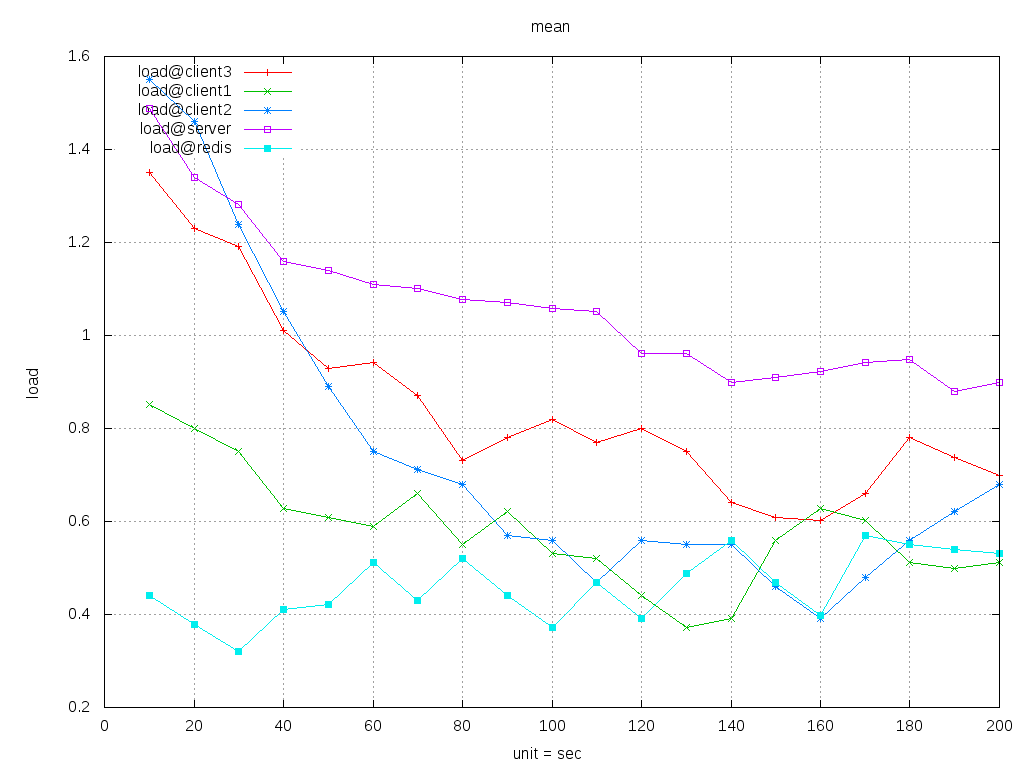 mean
1.6
load@client3
load@client1
load@client2
load@server
load@redis
1.4
1.2
1
0.8
0.6
0.4
0.2
load
0 20 40 60 80 100 120 140 160 180 200
unit = sec